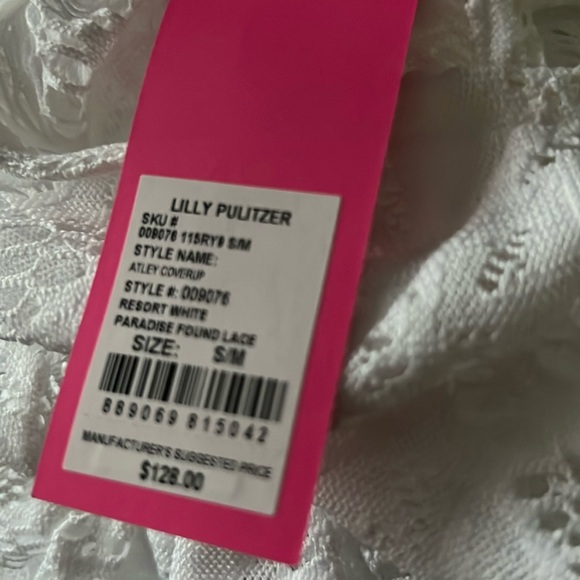 LILLY PULITZER
SKU #
009076 115RY9 S/M
STYLE NAME:
ATLEY COVERUP
STYLE #: 009076
RESORT WHITE
PARADISE FOUND LACE
SIZE: S/M
889069 815042
MANUFACTURER'S SUGGESTED PRICE
$128.00